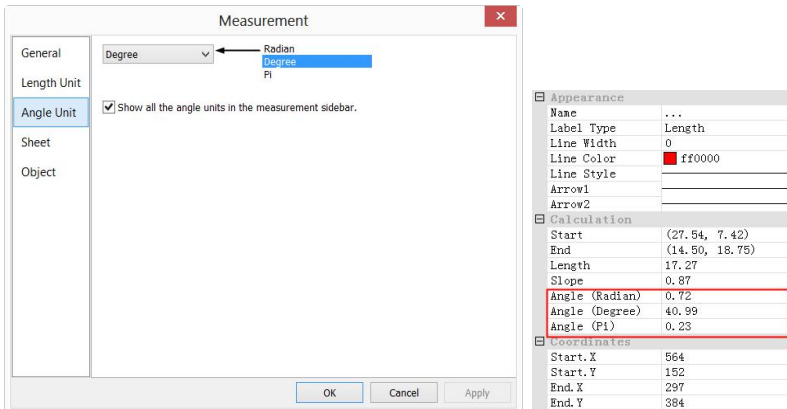 Measurement
General
Length Unit
Angle Unit
Sheet
Object
Degree
Radian
Degree
Pi
Show all the angle units in the measurement sidebar.
OK
Cancel
Apply
Appearance
Name ...
Label Type Length
Line Width 0
Line Color ff0000
Line Style
Arrow1
Arrow2
Calculation
Start (27.54, 7.42)
End (14.50, 18.75)
Length 17.27
Slope 0.87
Angle (Radian) 0.72
Angle (Degree) 40.99
Angle (Pi) 0.23
Coordinates
Start.X 564
Start.Y 152
End.X 297
End.Y 384